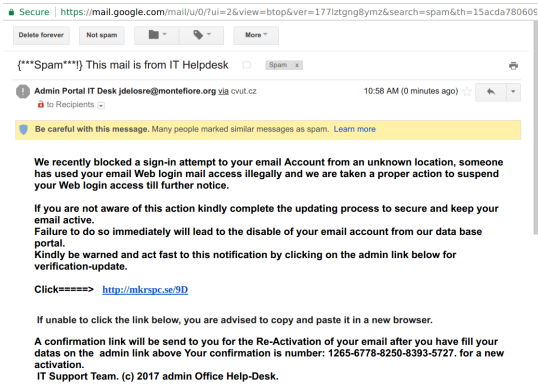 Secure https://mail.google.com/mail/u/0/?ui=2&view=btop&ver=177lztgng8ymz&search=spam&th=15acda780609
Delete forever Not spam More
{***Spam***!} This mail is from IT Helpdesk Spam x
Admin Portal IT Desk jdelosre@montefiore.org via cvut.cz 10:58 AM (0 minutes ago)
to Recipients
Be careful with this message. Many people marked similar messages as spam. Learn more
We recently blocked a sign-in attempt to your email Account from an unknown location, someone
has used your email Web login mail access illegally and we are taken a proper action to suspend
your Web login access till further notice.
If you are not aware of this action kindly complete the updating process to secure and keep your
email active.
Failure to do so immediately will lead to the disable of your email account from our data base
portal.
Kindly be warned and act fast to this notification by clicking on the admin link below for
verification-update.
Click=====> http://mkrspc.se/9D
If unable to click the link below, you are advised to copy and paste it in a new browser.
A confirmation link will be send to you for the Re-Activation of your email after you have fill your
datas on the admin link above Your confirmation is number: 1265-6778-8250-8393-5727. for a new
activation.
IT Support Team. (c) 2017 admin Office Help-Desk.